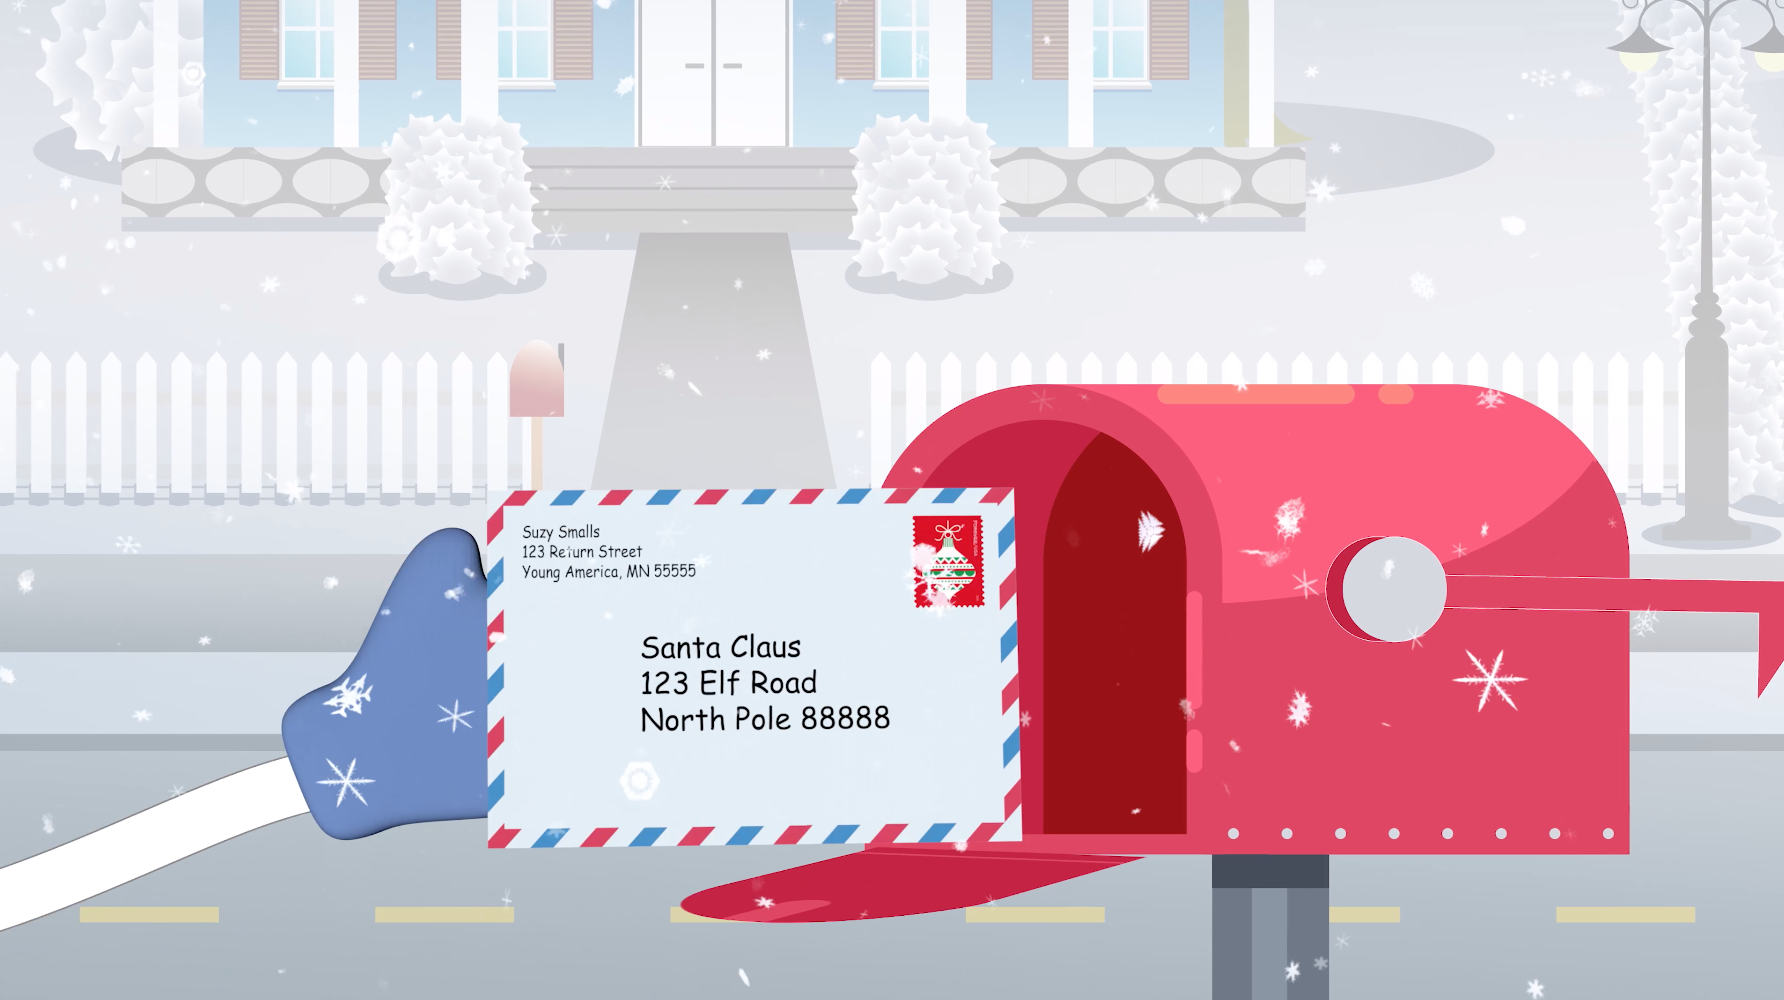 Suzy Smalls
123 Return Street
Young America, MN 55555
Santa Claus
123 Elf Road
North Pole 88888